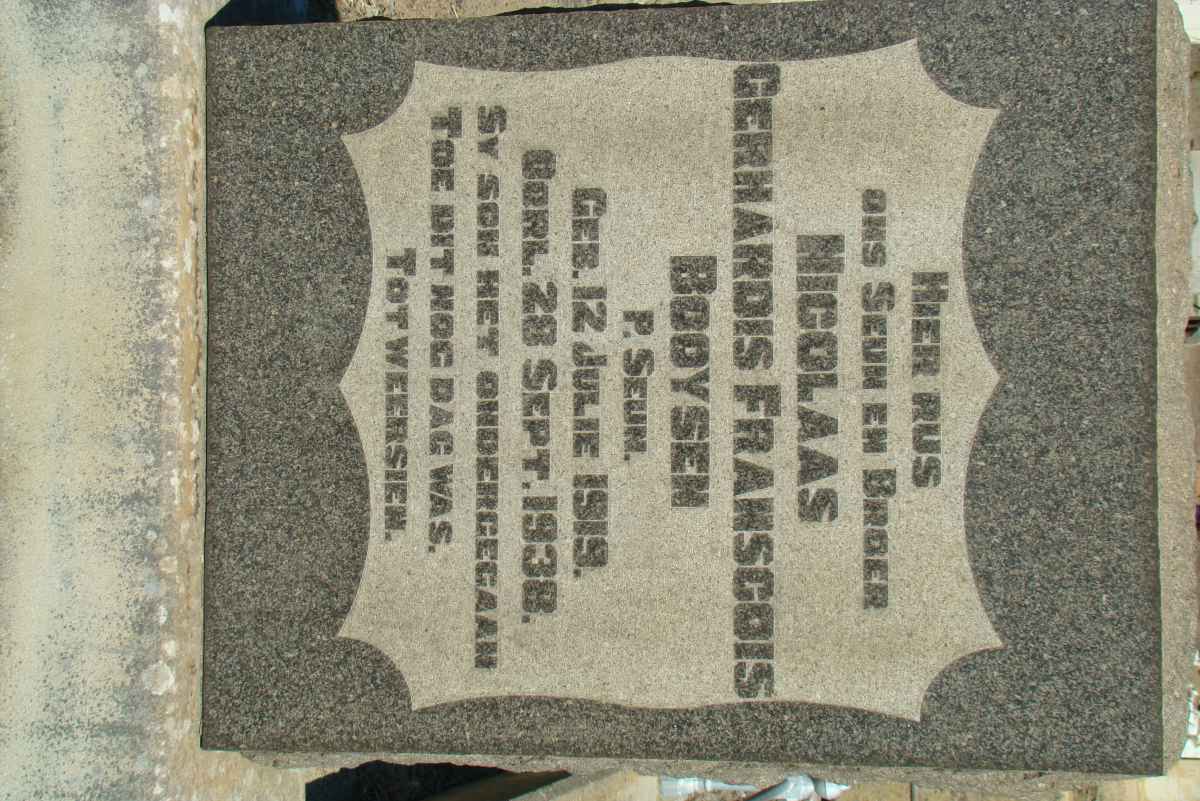 HIER RUS
ONS SEUN EN BROER
NICOLAAS
GERHARDIS FRANSCOIS
BOOYSEN
P. SEUN.
GEB. 12 JULIE 1919.
OORL. 28 SEPT. 1938.
SY SON HET ONDERGEGAAN
TOE DIT NOG DAG WAS.
TOT WEERSIEN.